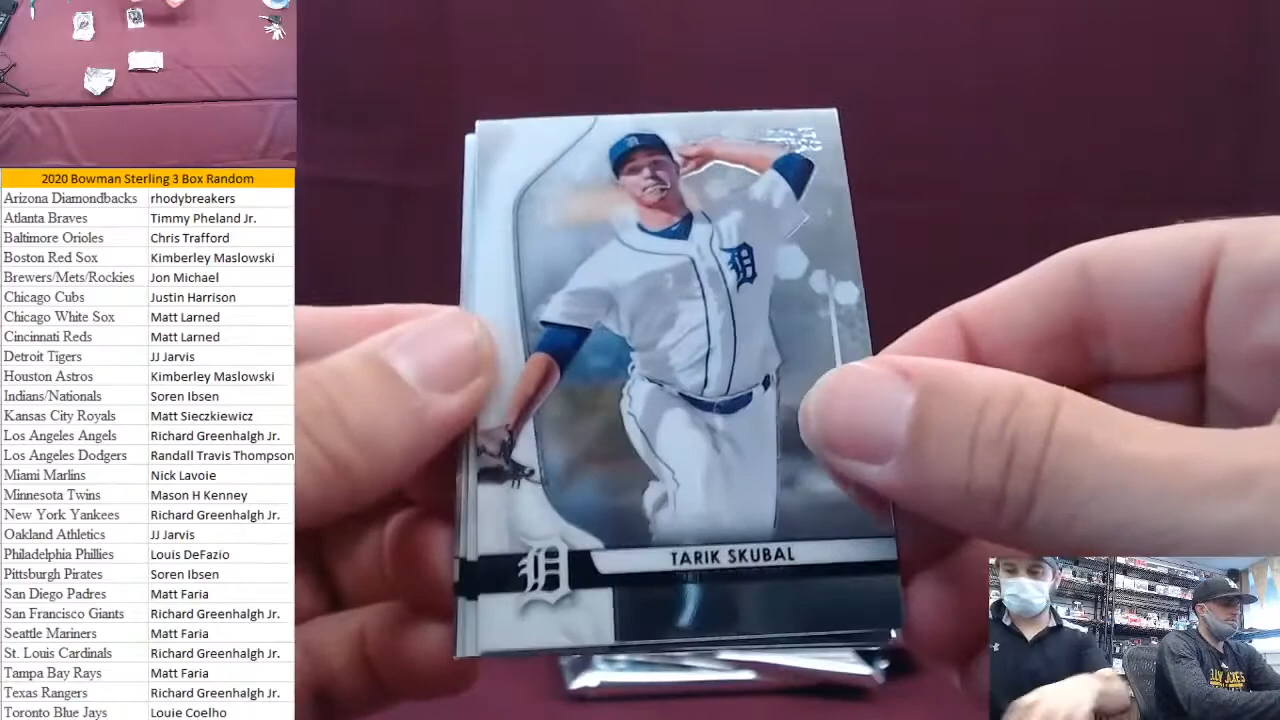 2020 Bowman Sterling 3 Box Random
Arizona Diamondbacks rhodybreakers
Atlanta Braves Timmy Pheland Jr.
Baltimore Orioles Chris Trafford
Boston Red Sox Kimberley Maslowski
Brewers/Mets/Rockies Jon Michael
Chicago Cubs Justin Harrison
Chicago White Sox Matt Larned
Cincinnati Reds Matt Larned
Detroit Tigers JJ Jarvis
Houston Astros Kimberley Maslowski
Indians/Nationals Soren Ibsen
Kansas City Royals Matt Sieczkiewicz
Los Angeles Angels Richard Greenhalgh Jr.
Los Angeles Dodgers Randall Travis Thompson
Miami Marlins Nick Lavoie
Minnesota Twins Mason H Kenney
New York Yankees Richard Greenhalgh Jr.
Oakland Athletics JJ Jarvis
Philadelphia Phillies Louis DeFazio
Pittsburgh Pirates Soren Ibsen
San Diego Padres Matt Faria
San Francisco Giants Richard Greenhalgh Jr.
Seattle Mariners Matt Faria
St. Louis Cardinals Richard Greenhalgh Jr.
Tampa Bay Rays Matt Faria
Texas Rangers Richard Greenhalgh Jr.
Toronto Blue Jays Louie Coelho
D
D
TARIK SKUBAL